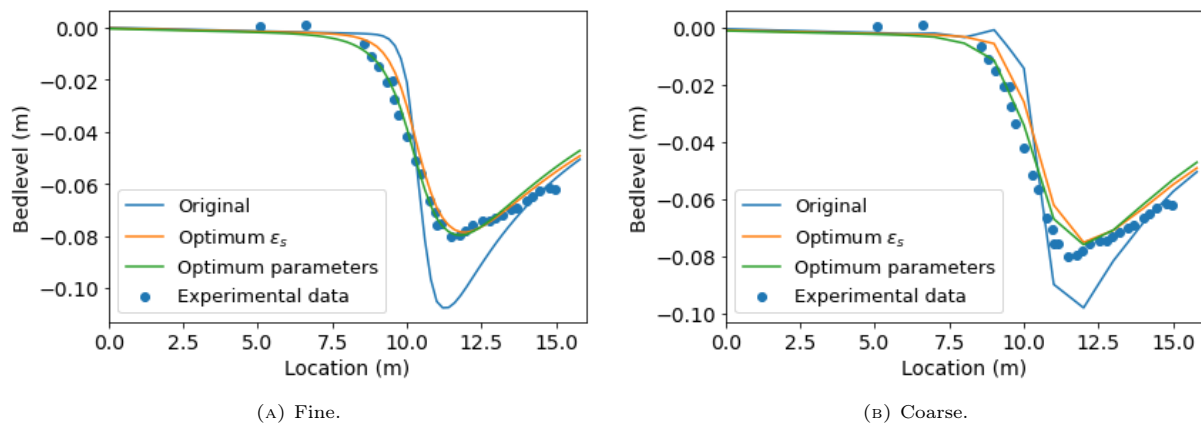 0.00
−0.02
−0.04
−0.06
−0.08
−0.10
Bedlevel (m)
Original
Optimum εs
Optimum parameters
Experimental data
0.0 2.5 5.0 7.5 10.0 12.5 15.0
Location (m)
(A) Fine.
0.00
−0.02
−0.04
−0.06
−0.08
−0.10
Bedlevel (m)
Original
Optimum εs
Optimum parameters
Experimental data
0.0 2.5 5.0 7.5 10.0 12.5 15.0
Location (m)
(B) Coarse.